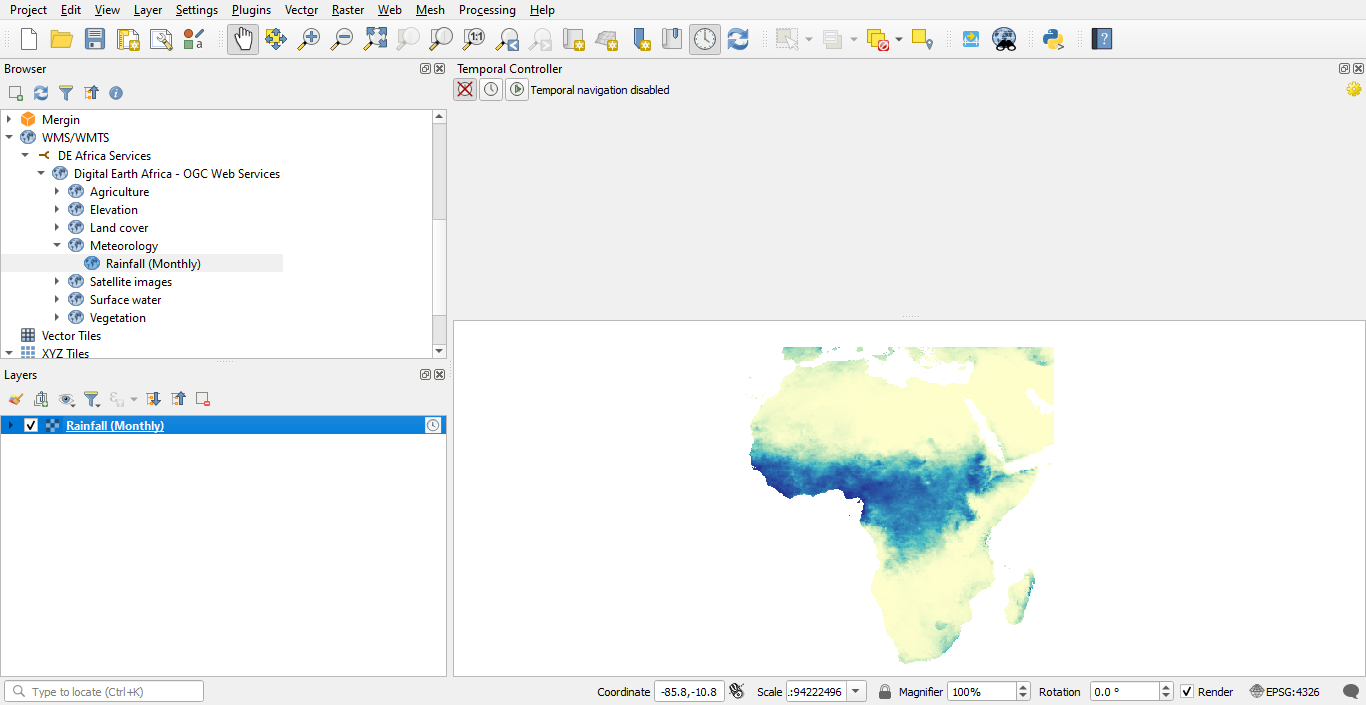 Project Edit View Layer Settings Plugins Vector Raster Web Mesh Processing Help
Browser
Mergin
WMS/WMTS
DE Africa Services
Digital Earth Africa - OGC Web Services
Agriculture
Elevation
Land cover
Meteorology
Rainfall (Monthly)
Satellite images
Surface water
Vegetation
Vector Tiles
XYZ Tiles
Layers
Rainfall (Monthly)
Temporal Controller
Temporal navigation disabled
Type to locate (Ctrl+K)
Coordinate -85.8,-10.8 Scale .:94222496 Magnifier 100% Rotation 0.0 ° Render EPSG:4326